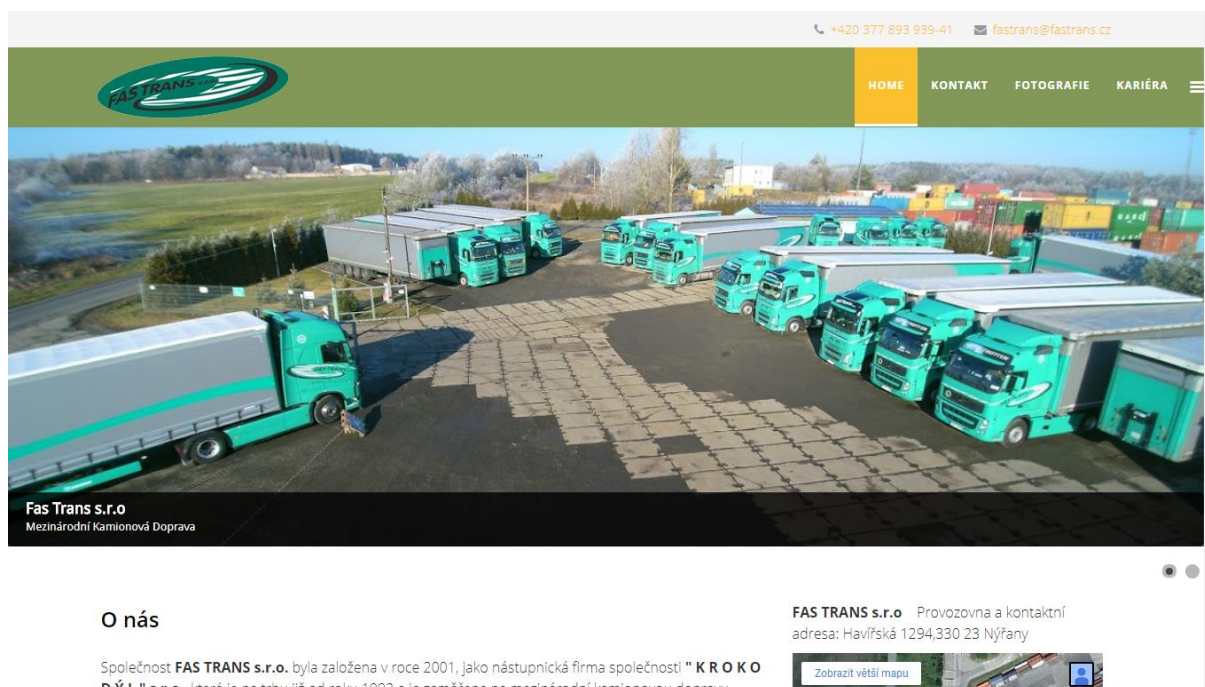 +420 377 893 939-41 fastrans@fastrans.cz
FAS TRANS s.r.o.
HOME KONTAKT FOTOGRAFIE KARIÉRA
Fas Trans s.r.o
Mezinárodní Kamionová Doprava
O nás
Společnost FAS TRANS s.r.o. byla založena v roce 2001, jako nástupnická firma společnosti " K R O K O
FAS TRANS s.r.o Provozovna a kontaktní
adresa: Havířská 1294,330 23 Nýřany
Zobrazit větší mapu